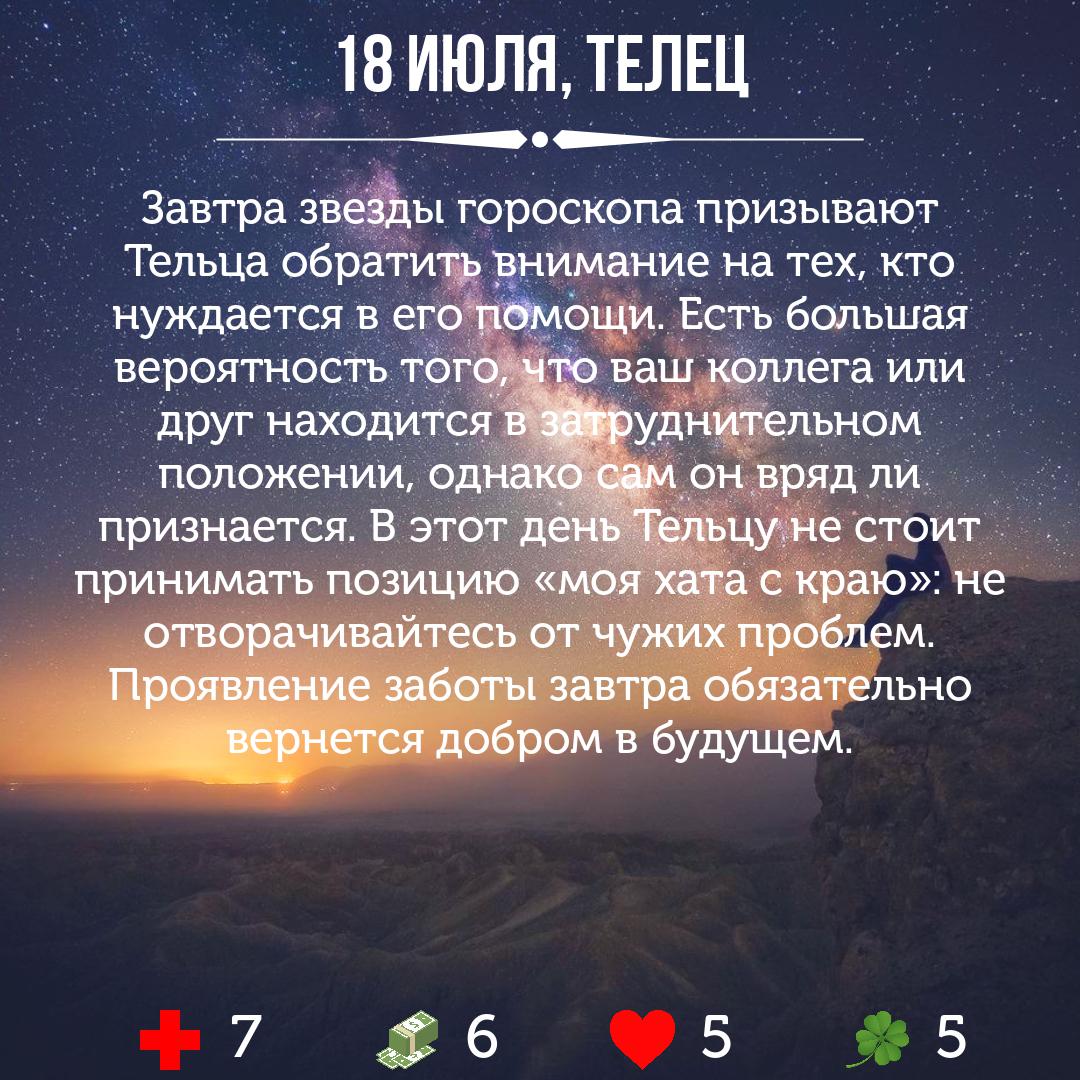 18 ИЮЛЯ, ТЕЛЕЦ
Завтра звезды гороскопа призывают
Тельца обратить внимание на тех, кто
нуждается в его помощи. Есть большая
вероятность того, что ваш коллега или
друг находится в затруднительном
положении, однако сам он вряд ли
признается. В этот день Тельцу не стоит
принимать позицию «моя хата с краю»: не
отворачивайтесь от чужих проблем.
Проявление заботы завтра обязательно
вернется добром в будущем.
7 6 5 5